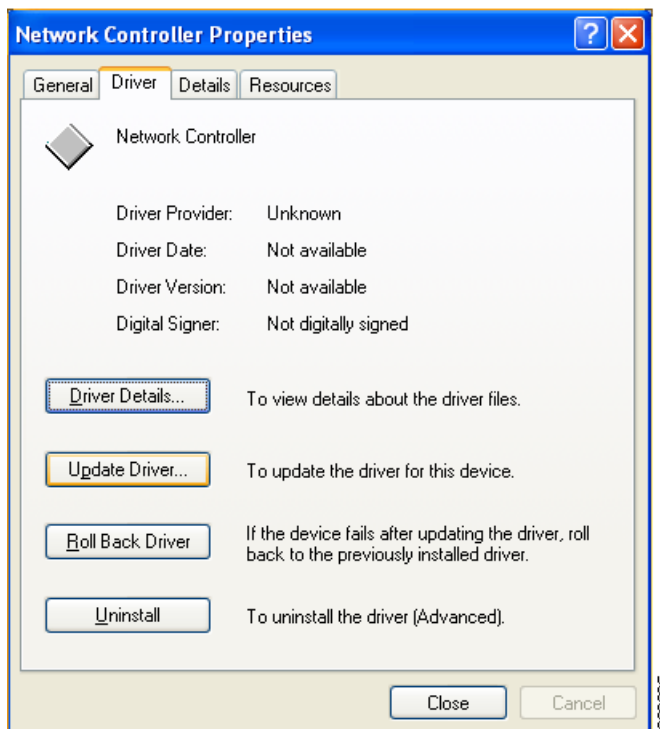 Network Controller Properties
General Driver Details Resources
Network Controller
Driver Provider: Unknown
Driver Date: Not available
Driver Version: Not available
Digital Signer: Not digitally signed
Driver Details... To view details about the driver files.
Update Driver... To update the driver for this device.
Roll Back Driver If the device fails after updating the driver, roll
back to the previously installed driver.
Uninstall To uninstall the driver (Advanced).
Close Cancel